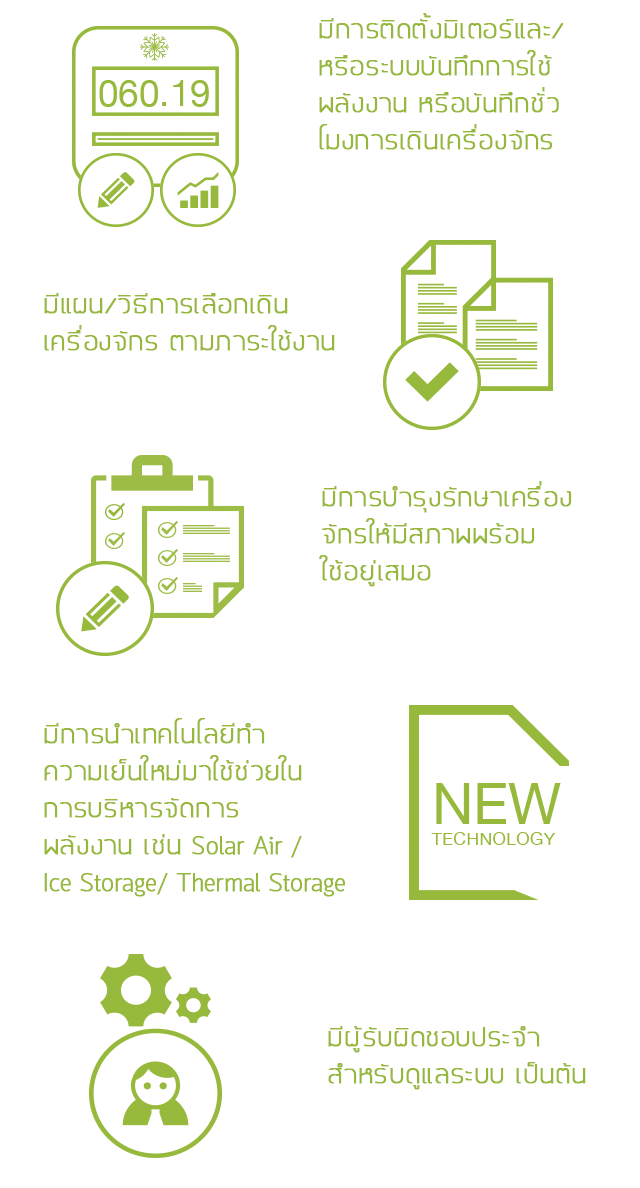 060.19
มีการติดตั้งมิเตอร์และ/
หรือระบบบันทึกการใช้
พลังงาน หรือบันทึกชั่ว
โมงการเดินเครื่องจักร
มีแผน/วิธีการเลือกเดิน
เครื่องจักร ตามภาระใช้งาน
มีการบำรุงรักษาเครื่อง
จักรให้มีสภาพพร้อม
ใช้อยู่เสมอ
มีการนำเทคโนโลยีทำ
ความเย็นใหม่มาใช้ช่วยใน
การบริหารจัดการ
พลังงาน เช่น Solar Air /
Ice Storage/ Thermal Storage
NEW
TECHNOLOGY
มีผู้รับผิดชอบประจำ
สำหรับดูแลระบบ เป็นต้น